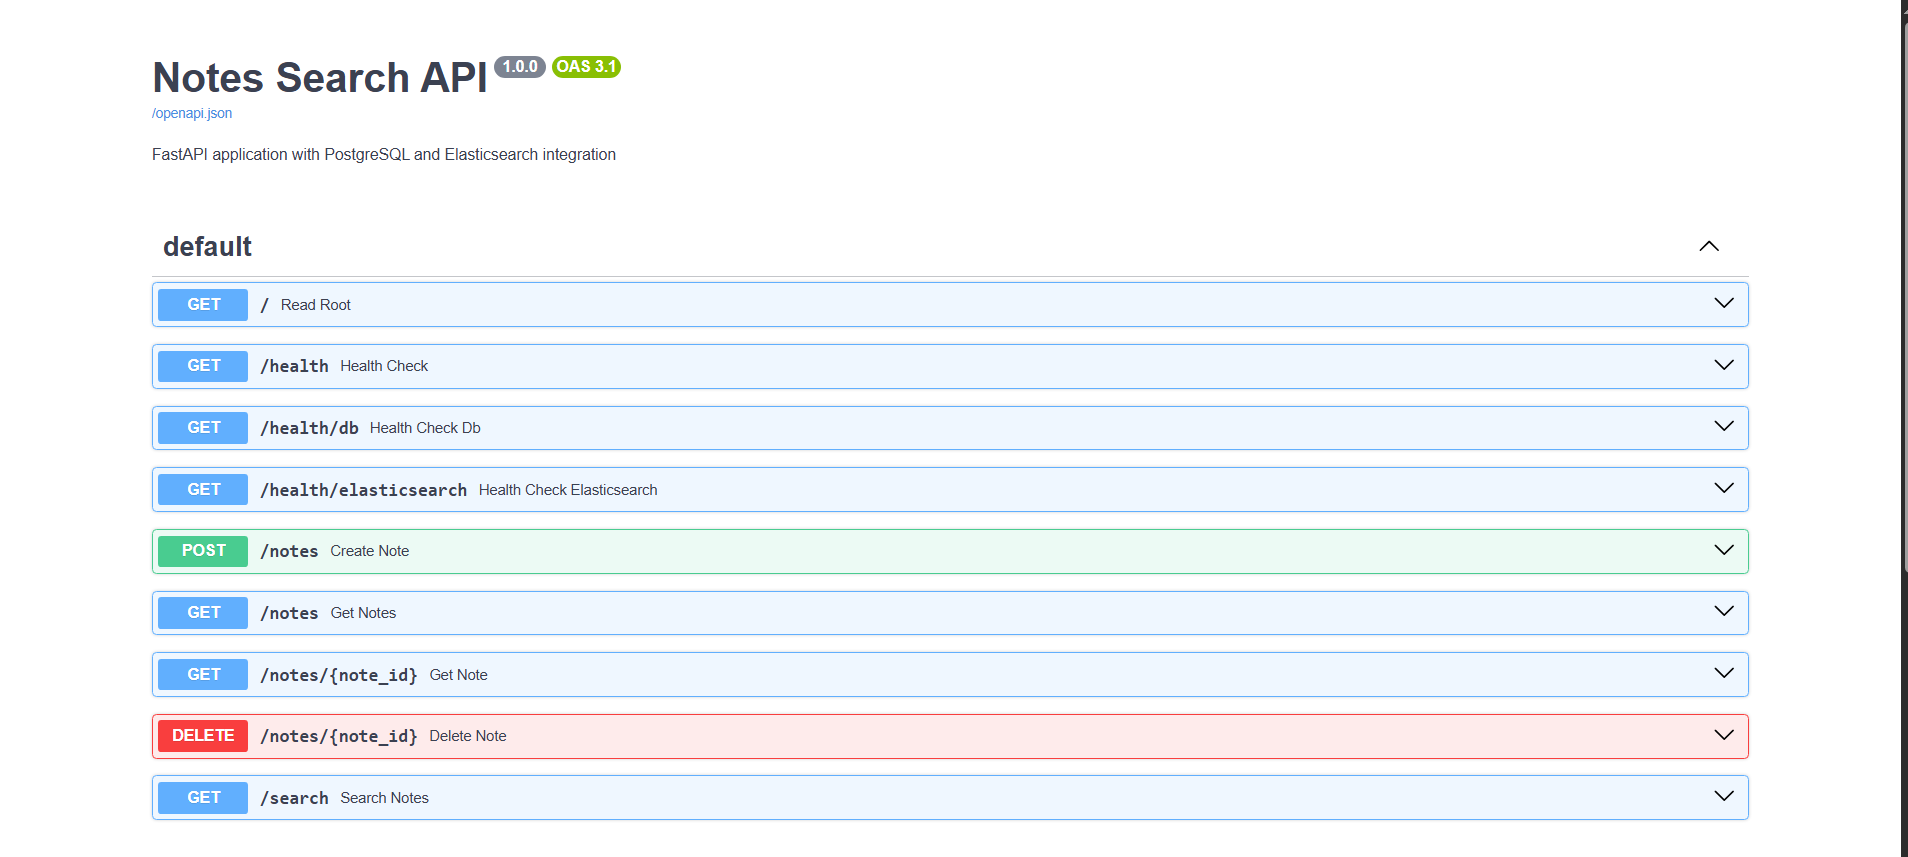 Notes Search API 1.0.0 OAS 3.1
/openapi.json
FastAPI application with PostgreSQL and Elasticsearch integration
default
GET / Read Root
GET /health Health Check
GET /health/db Health Check Db
GET /health/elasticsearch Health Check Elasticsearch
POST /notes Create Note
GET /notes Get Notes
GET /notes/{note_id} Get Note
DELETE /notes/{note_id} Delete Note
GET /search Search Notes